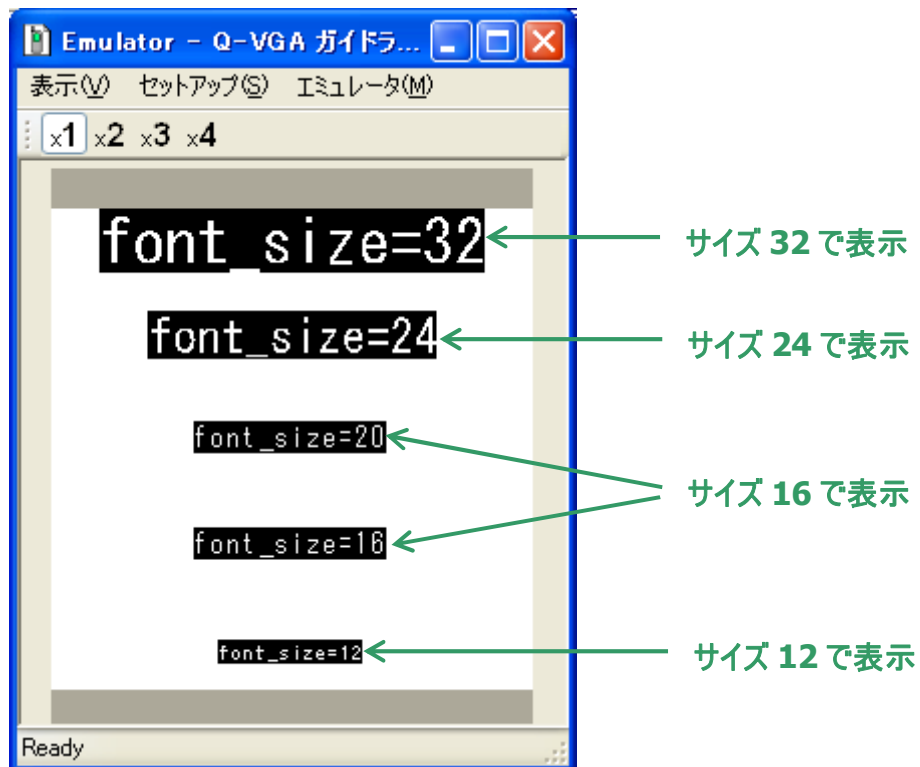 Emulator - Q-VGA ガイドラ...
表示(V) セットアップ(S) エミュレータ(M)
x1 x2 x3 x4
font_size=32
サイズ 32 で表示
font_size=24
サイズ 24 で表示
font_size=20
サイズ 16 で表示
font_size=16
font_size=12
サイズ 12 で表示
Ready